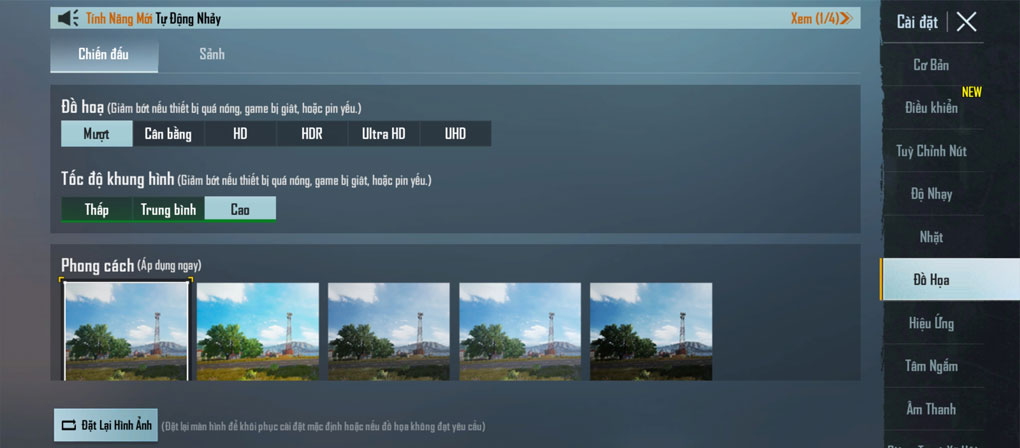 Tính Năng Mới Tự Động Nhảy
Xem (1/4)
Cài đặt
Chiến đấu
Sảnh
Đồ hoạ (Giảm bớt nếu thiết bị quá nóng, game bị giật, hoặc pin yếu.)
Mượt
Cân bằng
HD
HDR
Ultra HD
UHD
Tốc độ khung hình (Giảm bớt nếu thiết bị quá nóng, game bị giật, hoặc pin yếu.)
Thấp
Trung bình
Cao
Phong cách (Áp dụng ngay)
Đặt Lại Hình Ảnh
(Đặt lại màn hình để khôi phục cài đặt mặc định hoặc nếu đồ họa không đạt yêu cầu)
Cơ Bản
NEW
Điều khiển
Tuỳ Chỉnh Nút
Độ Nhạy
Nhặt
Đồ Họa
Hiệu Ứng
Tâm Ngắm
Âm Thanh